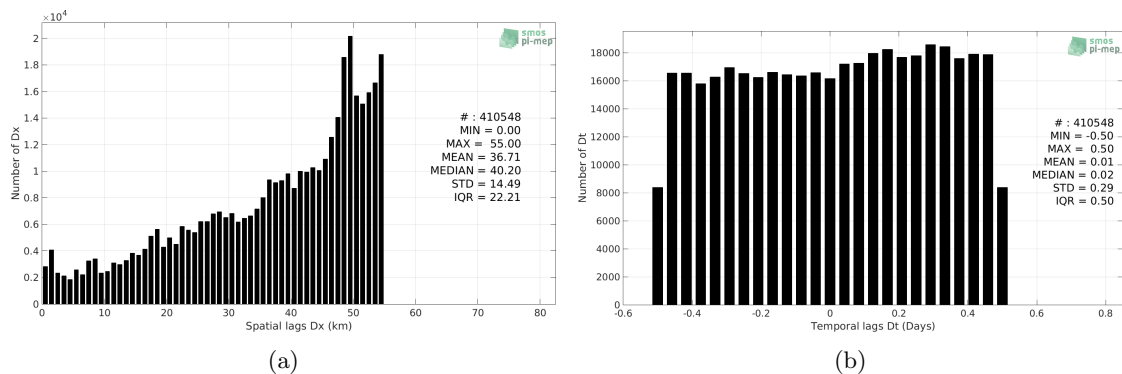 ×10⁴
2
1.8
1.6
1.4
1.2
1
0.8
0.6
0.4
0.2
0
Number of Dx
smos
pi-mep
# : 410548
MIN = 0.00
MAX = 55.00
MEAN = 36.71
MEDIAN = 40.20
STD = 14.49
IQR = 22.21
0 10 20 30 40 50 60 70 80
Spatial lags Dx (km)
(a)
18000
16000
14000
12000
10000
8000
6000
4000
2000
0
Number of Dt
smos
pi-mep
# : 410548
MIN = -0.50
MAX = 0.50
MEAN = 0.01
MEDIAN = 0.02
STD = 0.29
IQR = 0.50
-0.6 -0.4 -0.2 0 0.2 0.4 0.6 0.8
Temporal lags Dt (Days)
(b)